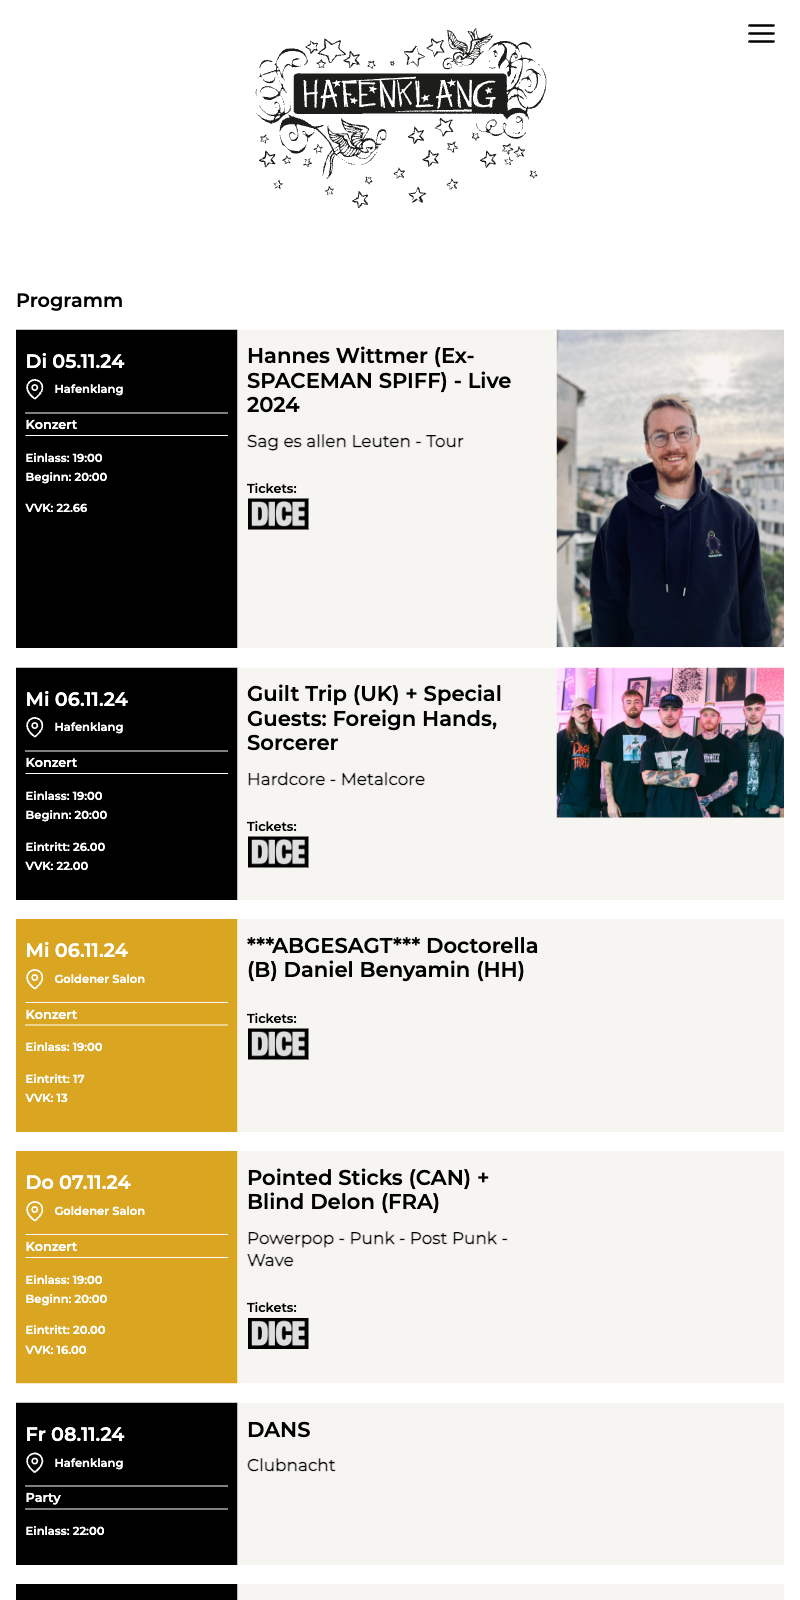 HAFENKLANG
Programm
Di 05.11.24
Hafenklang
Konzert
Einlass: 19:00
Beginn: 20:00
VVK: 22.66
Hannes Wittmer (Ex-
SPACEMAN SPIFF) - Live
2024
Sag es allen Leuten - Tour
Tickets:
DICE
Mi 06.11.24
Hafenklang
Konzert
Einlass: 19:00
Beginn: 20:00
Eintritt: 26.00
VVK: 22.00
Guilt Trip (UK) + Special
Guests: Foreign Hands,
Sorcerer
Hardcore - Metalcore
Tickets:
DICE
Mi 06.11.24
Goldener Salon
Konzert
Einlass: 19:00
Eintritt: 17
VVK: 13
***ABGESAGT*** Doctorella
(B) Daniel Benyamin (HH)
Tickets:
DICE
Do 07.11.24
Goldener Salon
Konzert
Einlass: 19:00
Beginn: 20:00
Eintritt: 20.00
VVK: 16.00
Pointed Sticks (CAN) +
Blind Delon (FRA)
Powerpop - Punk - Post Punk -
Wave
Tickets:
DICE
Fr 08.11.24
Hafenklang
Party
Einlass: 22:00
DANS
Clubnacht